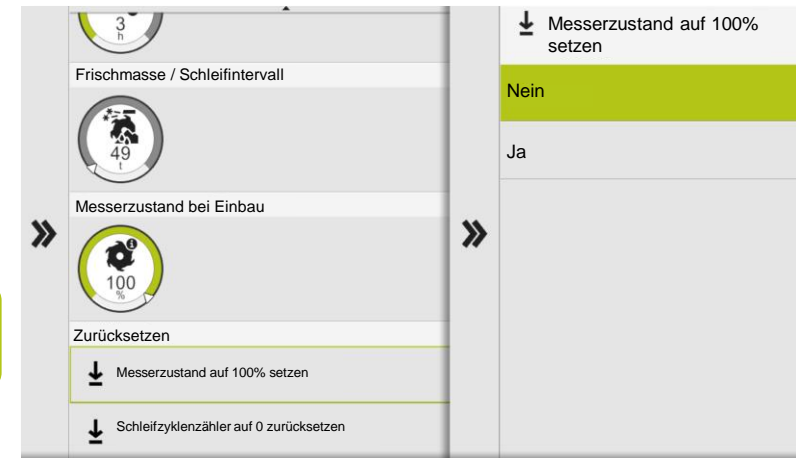 3
h
Frischmasse / Schleifintervall
49
t
Messerzustand bei Einbau
100
%
Zurücksetzen
Messerzustand auf 100% setzen
Schleifzyklenzähler auf 0 zurücksetzen
Messerzustand auf 100%
setzen
Nein
Ja